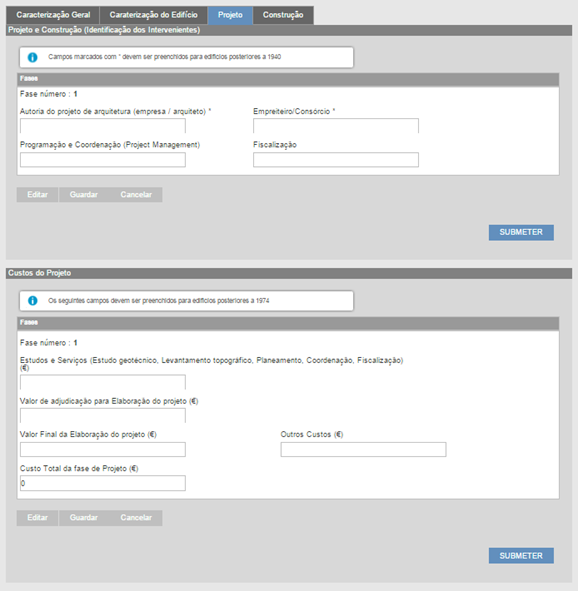 Caracterização Geral Caraterização do Edifício Projeto Construção
Projeto e Construção (Identificação dos Intervenientes)
Campos marcados com * devem ser preenchidos para edifícios posteriores a 1940
Fases
Fase número : 1
Autoria do projeto de arquitetura (empresa / arquiteto) * Empreiteiro/Consórcio *
Programação e Coordenação (Project Management) Fiscalização
Editar Guardar Cancelar
SUBMETER
Custos do Projeto
Os seguintes campos devem ser preenchidos para edifícios posteriores a 1974
Fases
Fase número : 1
Estudos e Serviços (Estudo geotécnico, Levantamento topográfico, Planeamento, Coordenação, Fiscalização)
(€)
Valor de adjudicação para Elaboração do projeto (€)
Valor Final da Elaboração do projeto (€) Outros Custos (€)
Custo Total da fase de Projeto (€)
0
Editar Guardar Cancelar
SUBMETER